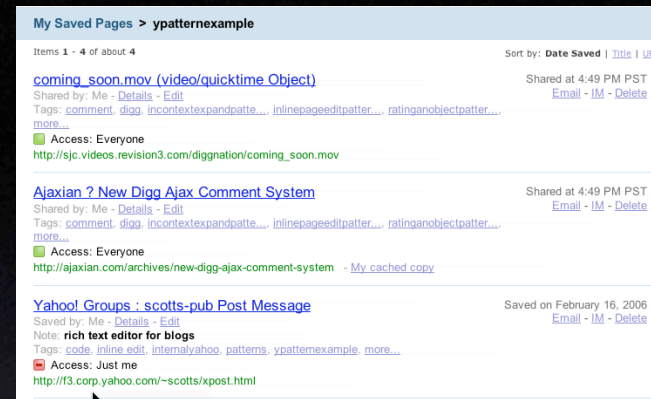 My Saved Pages > ypatternexample
Items 1 - 4 of about 4
Sort by: Date Saved | Title |
coming_soon.mov (video/quicktime Object)
Shared at 4:49 PM PST
Shared by: Me - Details - Edit
Email - IM - Delete
Tags: comment, digg, incontextexpandpatte..., inlinepageeditpatter..., ratinganobjectpatter...,
more...
Access: Everyone
http://sjc.videos.revision3.com/diggnation/coming_soon.mov
Ajaxian ? New Digg Ajax Comment System
Shared at 4:49 PM PST
Shared by: Me - Details - Edit
Email - IM - Delete
Tags: comment, digg, incontextexpandpatte..., inlinepageeditpatter..., ratinganobjectpatter...,
more...
Access: Everyone
http://ajaxian.com/archives/new-digg-ajax-comment-system - My cached copy
Yahoo! Groups : scotts-pub Post Message
Saved on February 16, 2006
Saved by: Me - Details - Edit
Email - IM - Delete
Note: rich text editor for blogs
Tags: code, inline edit, internalyahoo, patterns, ypatternexample, more...
Access: Just me
http://f3.corp.yahoo.com/~scotts/xpost.html